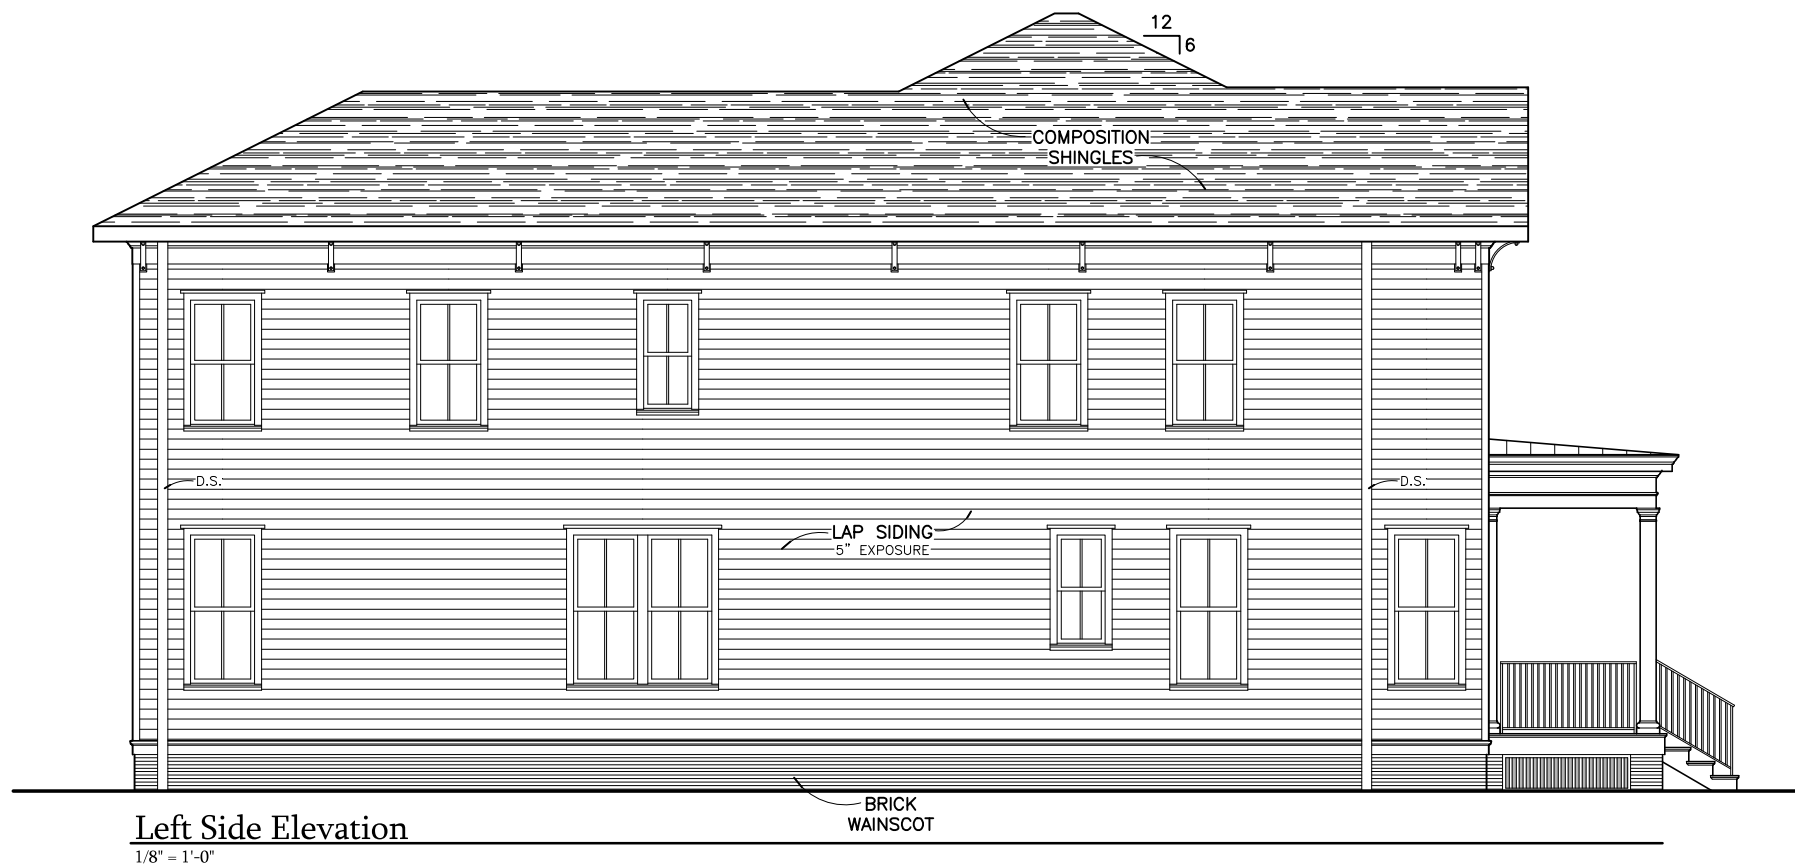 12
6
COMPOSITION
SHINGLES
D.S.
D.S.
LAP SIDING
5" EXPOSURE
BRICK
WAINSCOT
Left Side Elevation
1/8" = 1'-0"